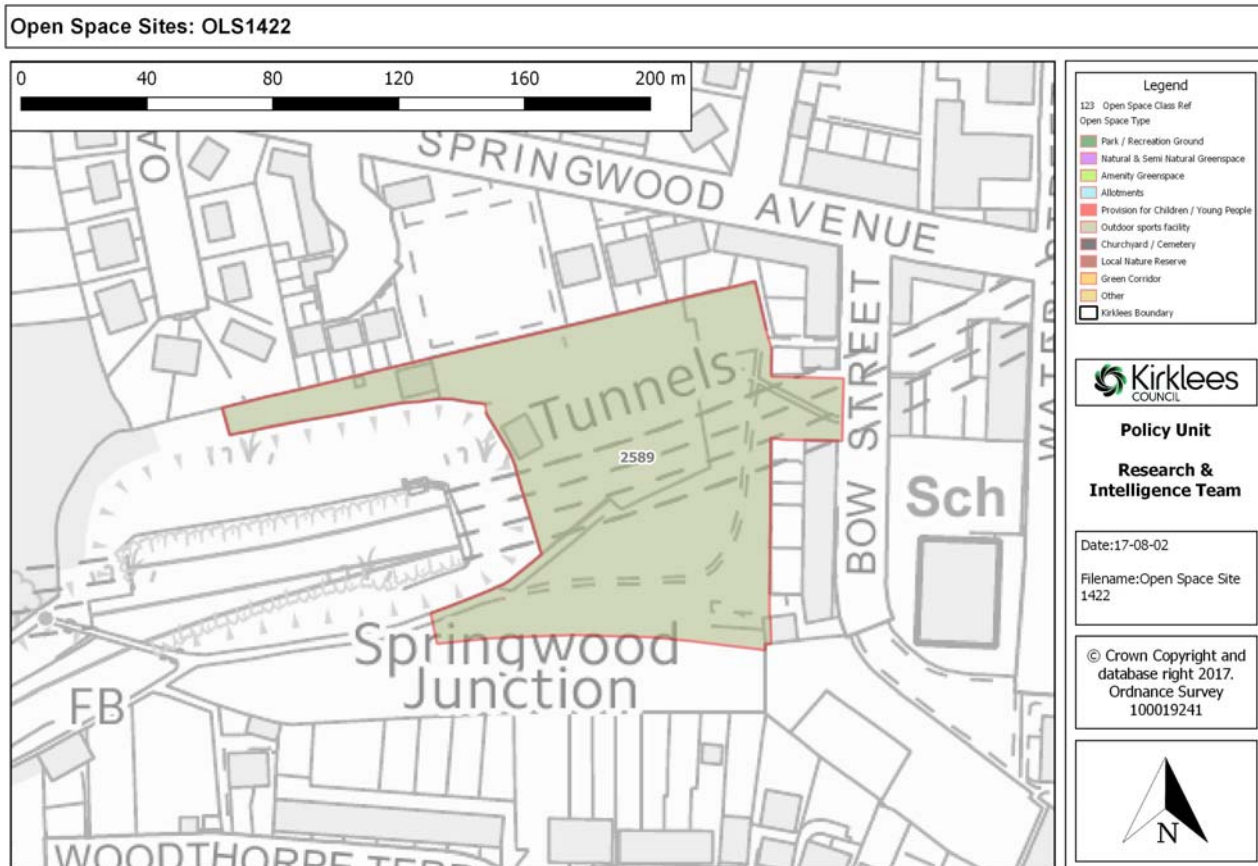 Open Space Sites: OLS1422
0 40 80 120 160 200 m
OA
SPRINGWOOD AVENUE
BOW STREET
Tunnels
2589
Sch
Springwood
Junction
FB
Legend
123 Open Space Class Ref
Open Space Type
Park / Recreation Ground
Natural & Semi Natural Greenspace
Amenity Greenspace
Allotments
Provision for Children / Young People
Outdoor sports facility
Churchyard / Cemetery
Local Nature Reserve
Green Corridor
Other
Kirklees Boundary
Kirklees
COUNCIL
Policy Unit
Research &
Intelligence Team
Date:17-08-02
Filename:Open Space Site
1422
© Crown Copyright and
database right 2017.
Ordnance Survey
100019241
N